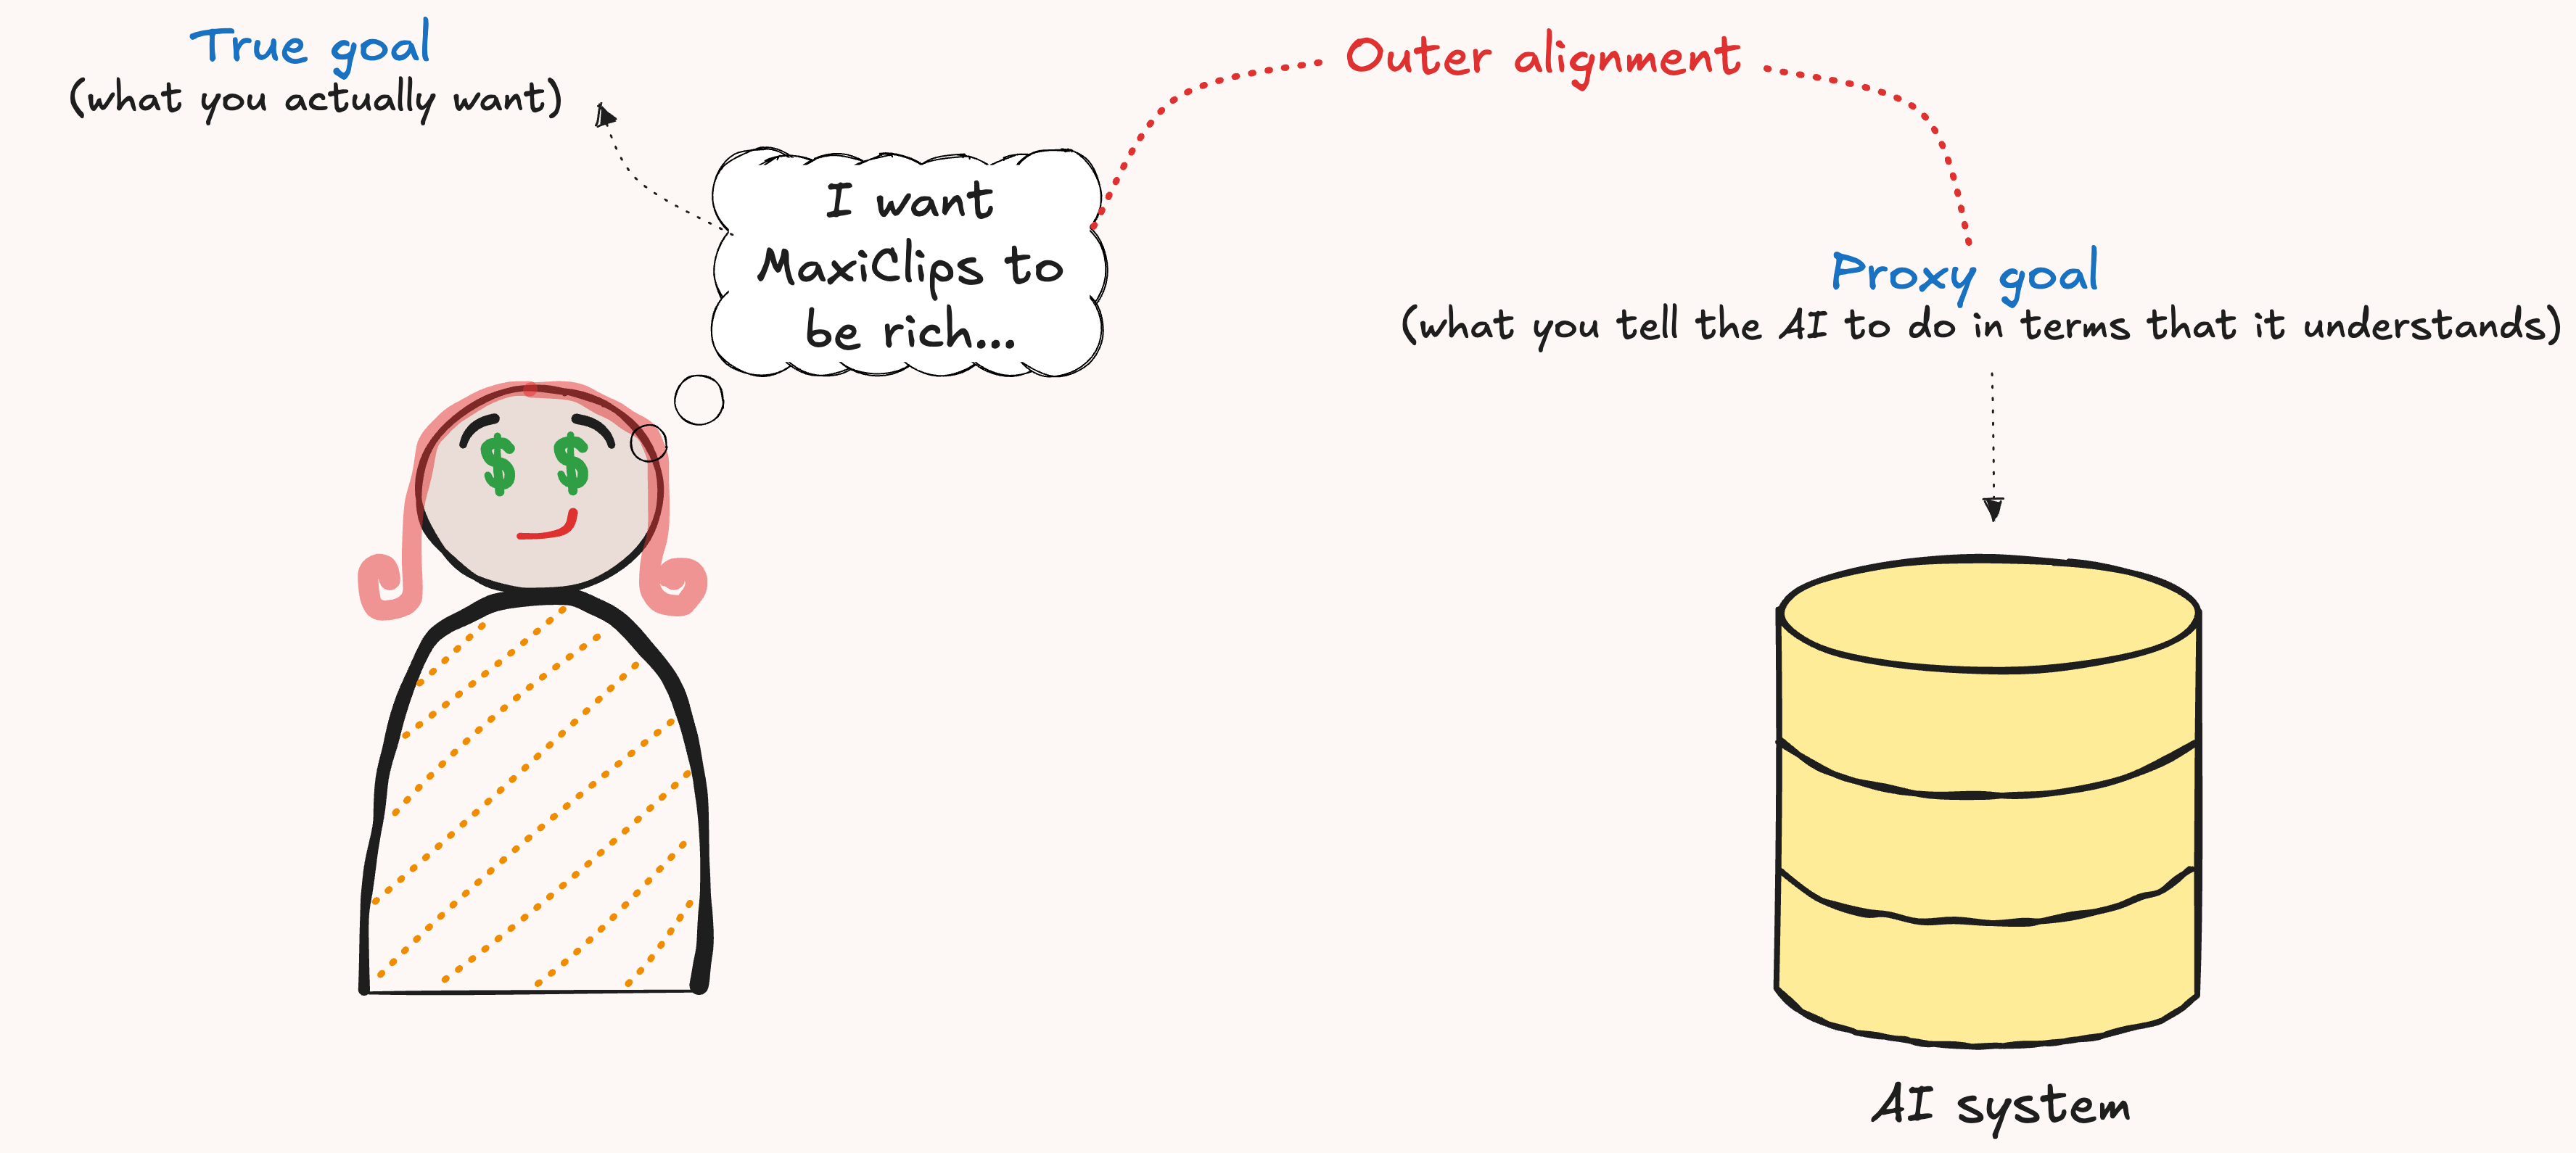 True goal
(what you actually want)
Outer alignment
I want
MaxiClips to
be rich...
Proxy goal
(what you tell the AI to do in terms that it understands)
$ $
AI system